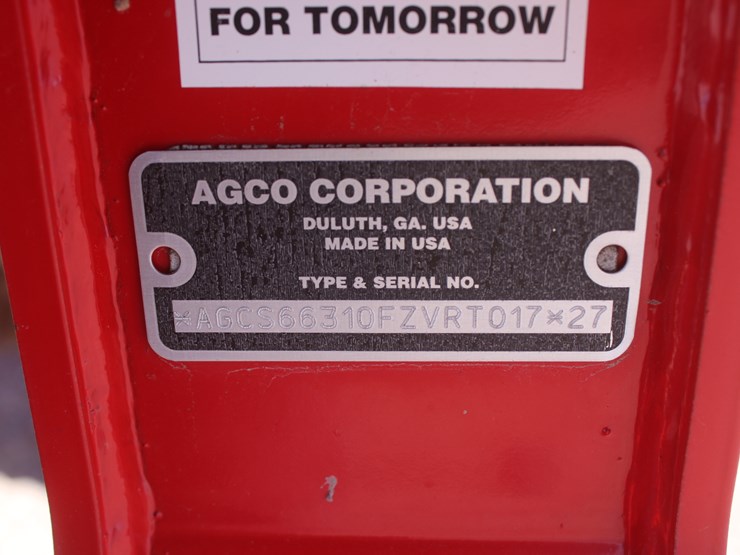 FOR TOMORROW
AGCO CORPORATION
DULUTH, GA. USA
MADE IN USA
TYPE & SERIAL NO.
*AGCS66310FZVRT017*27